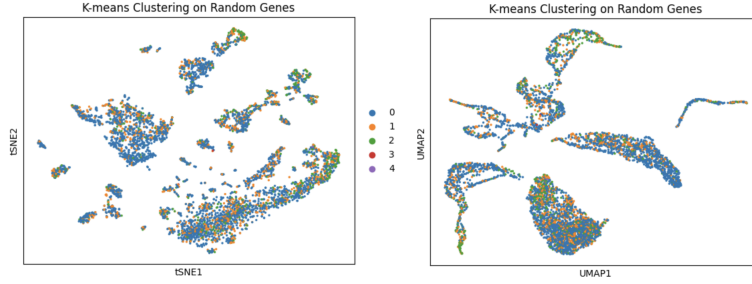 K-means Clustering on Random Genes
tSNE2
tSNE1
0
1
2
3
4
K-means Clustering on Random Genes
UMAP2
UMAP1